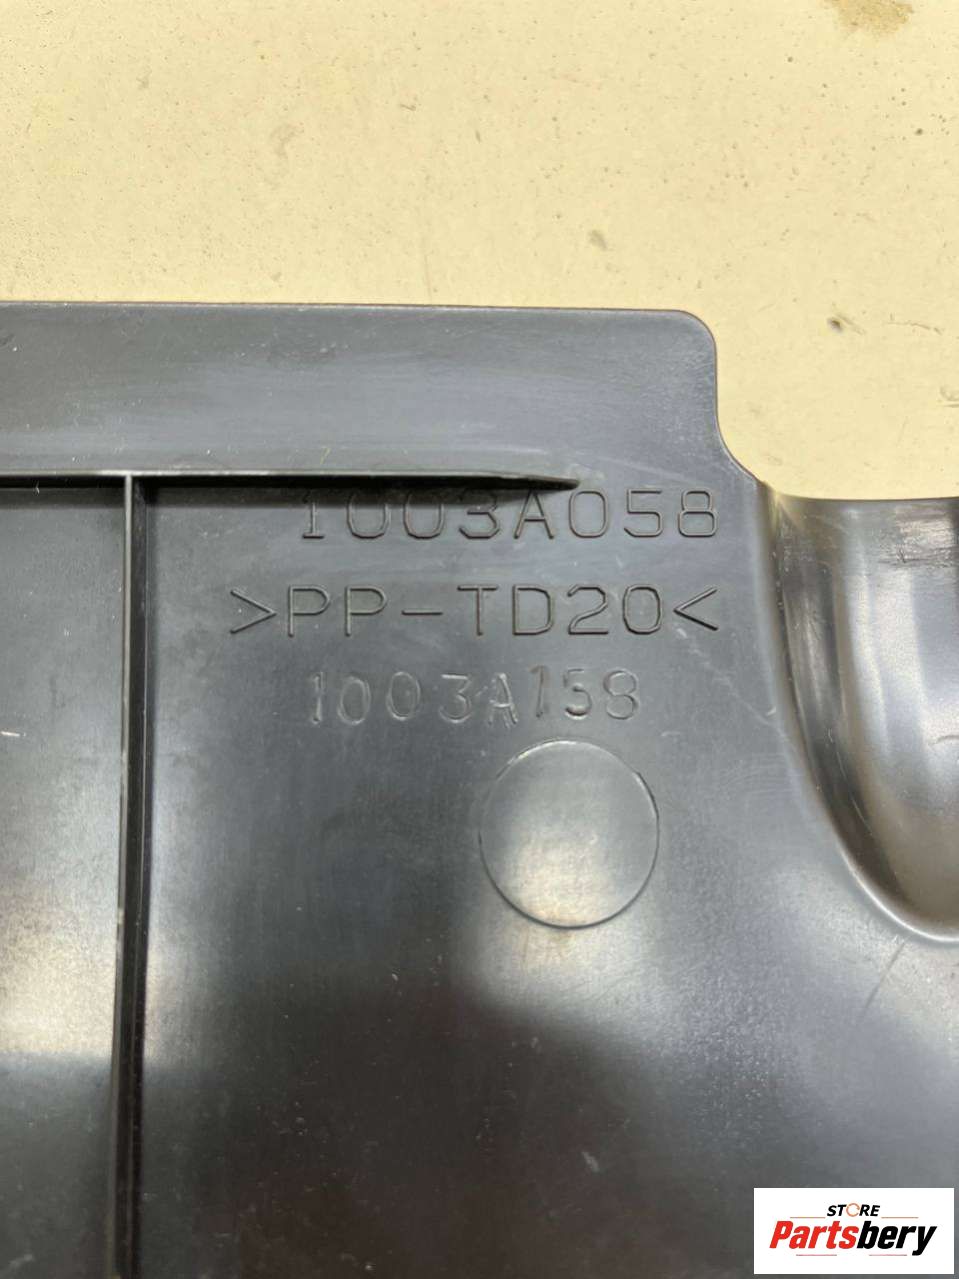 1003A058
>PP-TD20<
1003A158
STORE
Partsbery